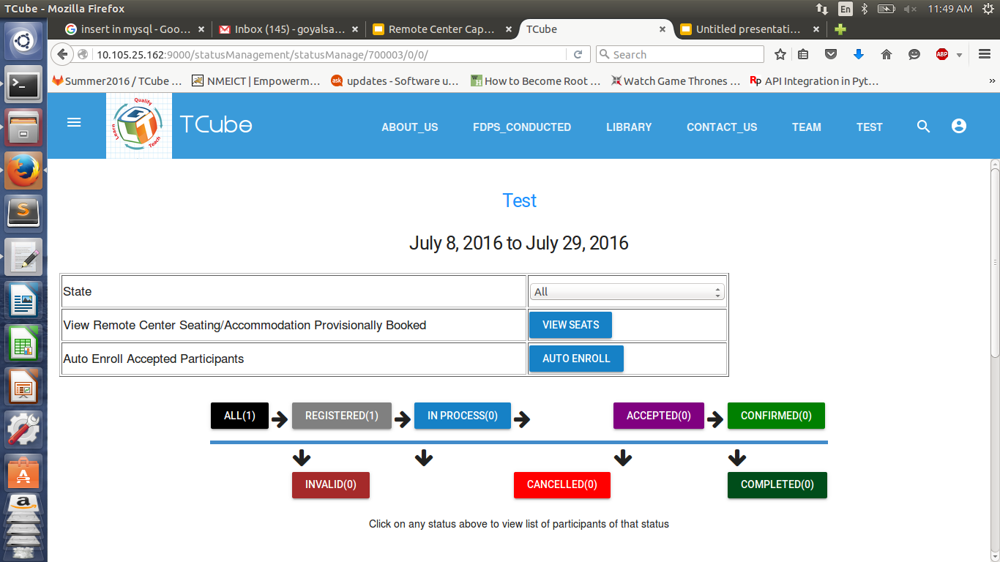 TCube - Mozilla Firefox
En
11:49 AM
insert in mysql - Goo...
Inbox (145) - goyalsa...
Remote Center Cap...
TCube
Untitled presentati...
10.105.25.162:9000/statusManagement/statusManage/700003/0/0/
Search
ABP
Summer2016 / TCube ...
NMEICT | Empowerm...
ask
updates - Software u...
W H
How to Become Root ...
Watch Game Thrones ...
Rp
API Integration in Pyt...
»
Qualify
Learn
Teach
TCube
ABOUT_US
FDPS_CONDUCTED
LIBRARY
CONTACT_US
TEAM
TEST
Test
July 8, 2016 to July 29, 2016
State
All
View Remote Center Seating/Accommodation Provisionally Booked
VIEW SEATS
Auto Enroll Accepted Participants
AUTO ENROLL
ALL(1)
REGISTERED(1)
IN PROCESS(0)
ACCEPTED(0)
CONFIRMED(0)
INVALID(0)
CANCELLED(0)
COMPLETED(0)
Click on any status above to view list of participants of that status